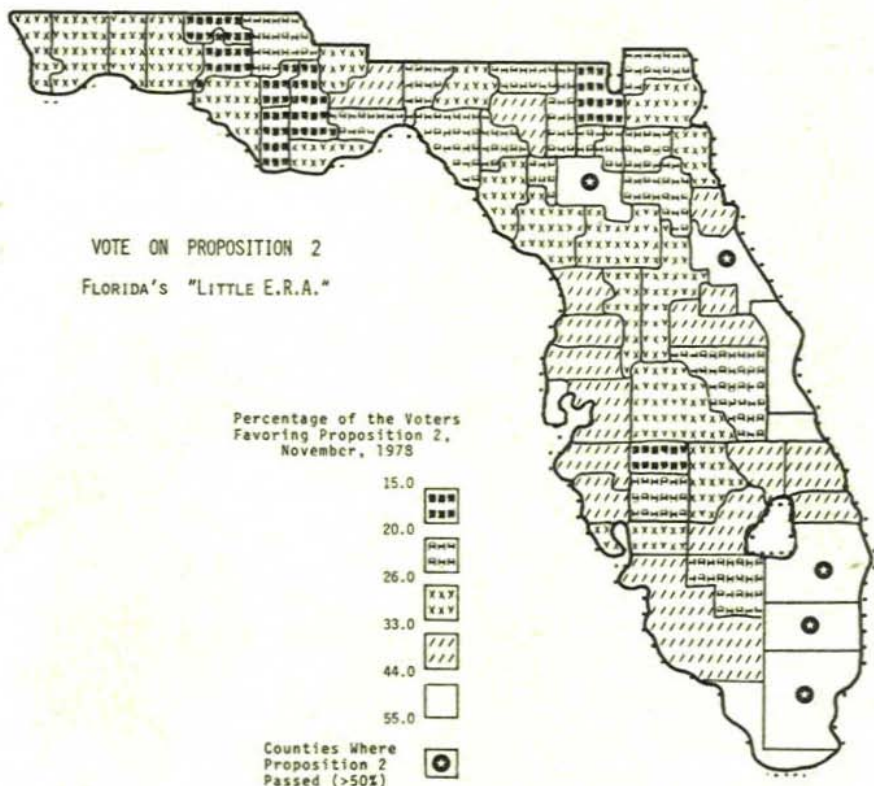 VOTE ON PROPOSITION 2
FLORIDA'S "LITTLE E.R.A."
Percentage of the Voters
Favoring Proposition 2,
November, 1978
15.0
20.0
26.0
33.0
44.0
55.0
Counties Where
Proposition 2
Passed (>50%)